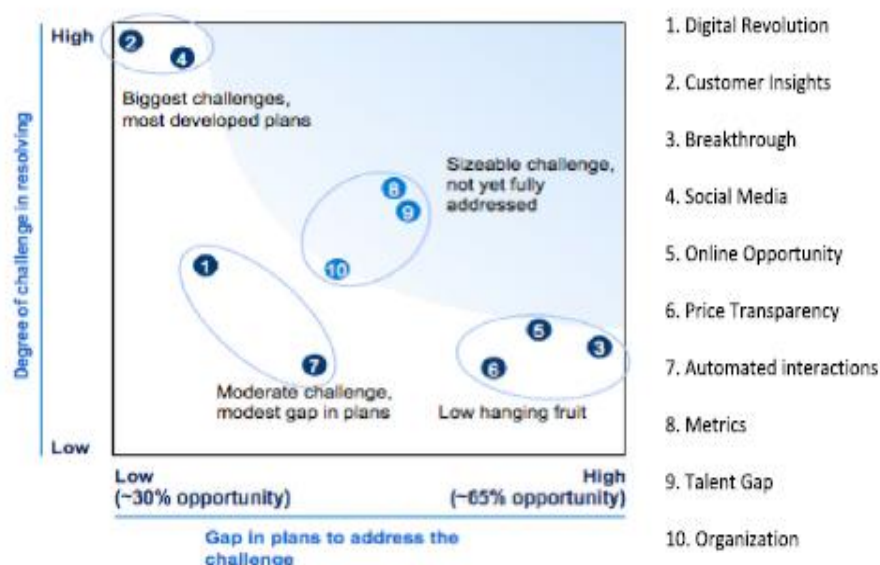 High
Degree of challenge in resolving
Low
2
4
Biggest challenges,
most developed plans
Sizeable challenge,
not yet fully
addressed
8
9
10
1
7
Moderate challenge,
modest gap in plans
5
3
6
Low hanging fruit
Low
(~30% opportunity)
High
(~65% opportunity)
Gap in plans to address the
challenge
1. Digital Revolution
2. Customer Insights
3. Breakthrough
4. Social Media
5. Online Opportunity
6. Price Transparency
7. Automated interactions
8. Metrics
9. Talent Gap
10. Organization